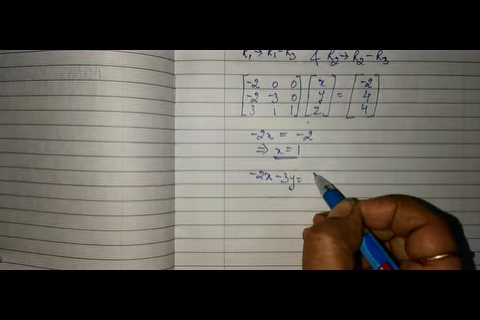 R₁→R₁-R₃ & R₂→R₂-R₃
[-2 0 0] [x] [-2]
[-2 -3 0] [y] = [4]
[3 1 1] [z] [4]
-2x = -2
⇒ x = 1
-2x-3y=